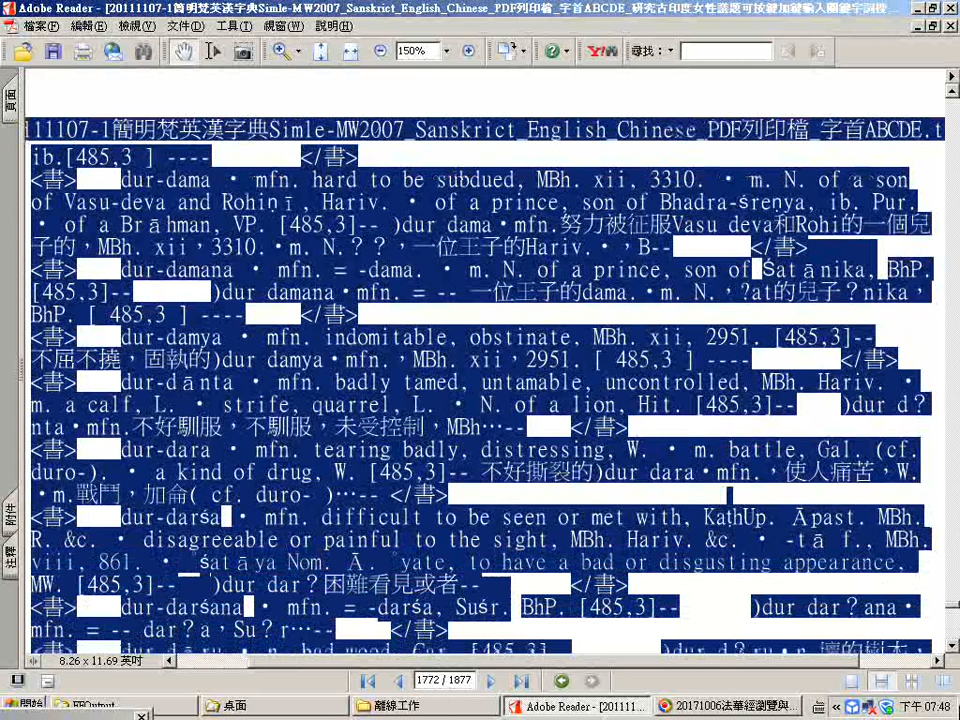 Adobe Reader - [20111107-1簡明梵英漢字典Simle-MW2007_Sanskrict_English_Chinese_PDF列印檔_字首ABCDE_研究古印度女性議題可按鍵加鍵輸入關鍵字詞搜
檔案(F) 編輯(E) 檢視(V) 文件(D) 工具(T) 視窗(W) 說明(H)
150% Y! 尋找：
頁面
111107-1簡明梵英漢字典Simle-MW2007_Sanskrict_English_Chinese_PDF列印檔_字首ABCDE.t
ib.[485,3 ] ---- </書>
<書> dur-dama • mfn. hard to be subdued, MBh. xii, 3310. • m. N. of a son
of Vasu-deva and Rohiṇī, Hariv. • of a prince, son of Bhadra-śreṇya, ib. Pur.
• of a Brāhman, VP. [485,3]-- )dur dama•mfn.努力被征服Vasu deva和Rohi的一個兒
子的，MBh. xii，3310.•m. N.？？，一位王子的Hariv.•，B-- </書>
<書> dur-damana • mfn. = -dama. • m. N. of a prince, son of Śatānika, BhP.
[485,3]-- )dur damana•mfn. = -- 一位王子的dama.•m. N.，?at的兒子？nika，
BhP. [ 485,3 ] ---- </書>
<書> dur-damya • mfn. indomitable, obstinate, MBh. xii, 2951. [485,3]--
不屈不撓，固執的)dur damya•mfn.，MBh. xii，2951. [ 485,3 ] ---- </書>
<書> dur-dānta • mfn. badly tamed, untamable, uncontrolled, MBh. Hariv. •
m. a calf, L. • strife, quarrel, L. • N. of a lion, Hit. [485,3]-- )dur d？
nta•mfn.不好馴服，不馴服，未受控制，MBh…-- </書>
<書> dur-dara • mfn. tearing badly, distressing, W. • m. battle, Gal. (cf.
duro-). • a kind of drug, W. [485,3]-- 不好撕裂的)dur dara•mfn.，使人痛苦，W.
•m.戰鬥，加侖( cf. duro- )…-- </書>
<書> dur-darśa • mfn. difficult to be seen or met with, KaṭhUp. Āpast. MBh.
R. &c. • disagreeable or painful to the sight, MBh. Hariv. &c. • -tā f., MBh.
viii, 861. • śatāya Nom. Ā. °yate, to have a bad or disgusting appearance,
MW. [485,3]-- )dur dar？困難看見或者-- </書>
<書> dur-darśana • mfn. = -darśa, Suśr. BhP. [485,3]-- )dur dar？ana•
mfn. = -- dar？a，Su？r…-- </書>
附件
註釋
8.26 x 11.69 英吋
1772 / 1877
開始 桌面 離線工作 Adobe Reader - [201111... 20171006法華經瀏覽與... 下午 07:48